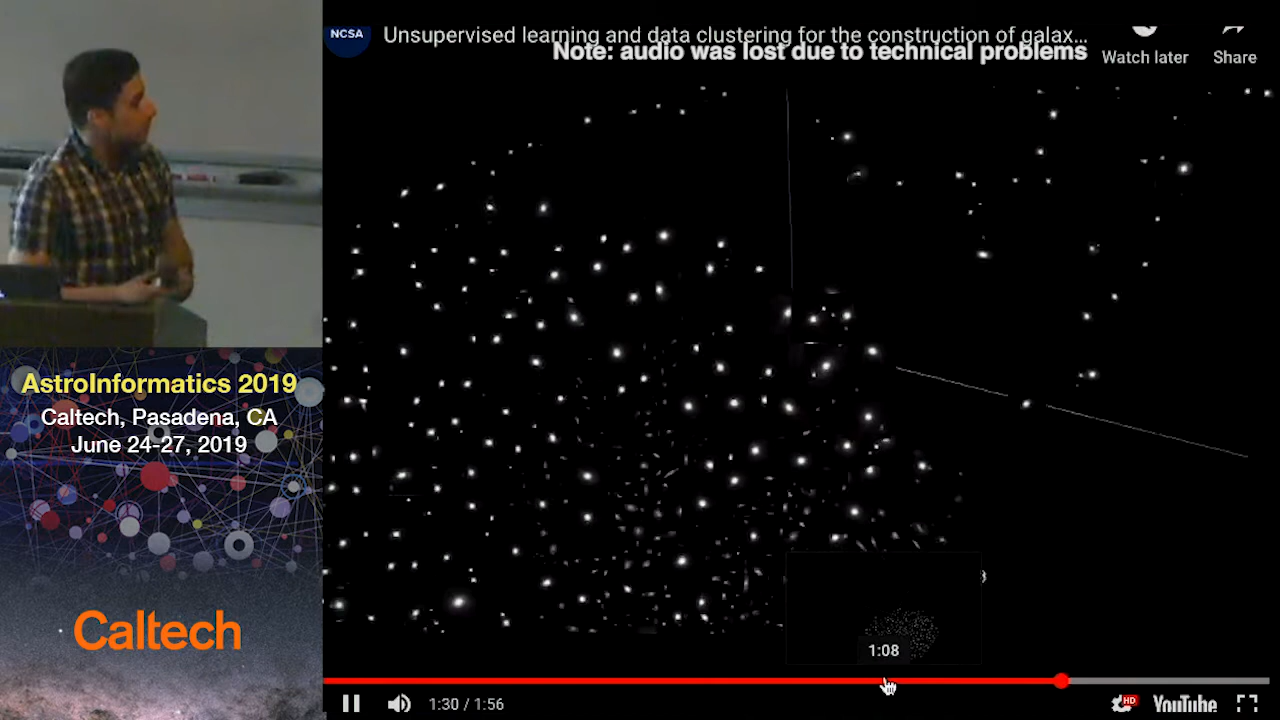 NCSA
Unsupervised learning and data clustering for the construction of galax...
Note: audio was lost due to technical problems
Watch later
Share
AstroInformatics 2019
Caltech, Pasadena, CA
June 24-27, 2019
Caltech
1:08
1:30 / 1:56
HD
YouTube